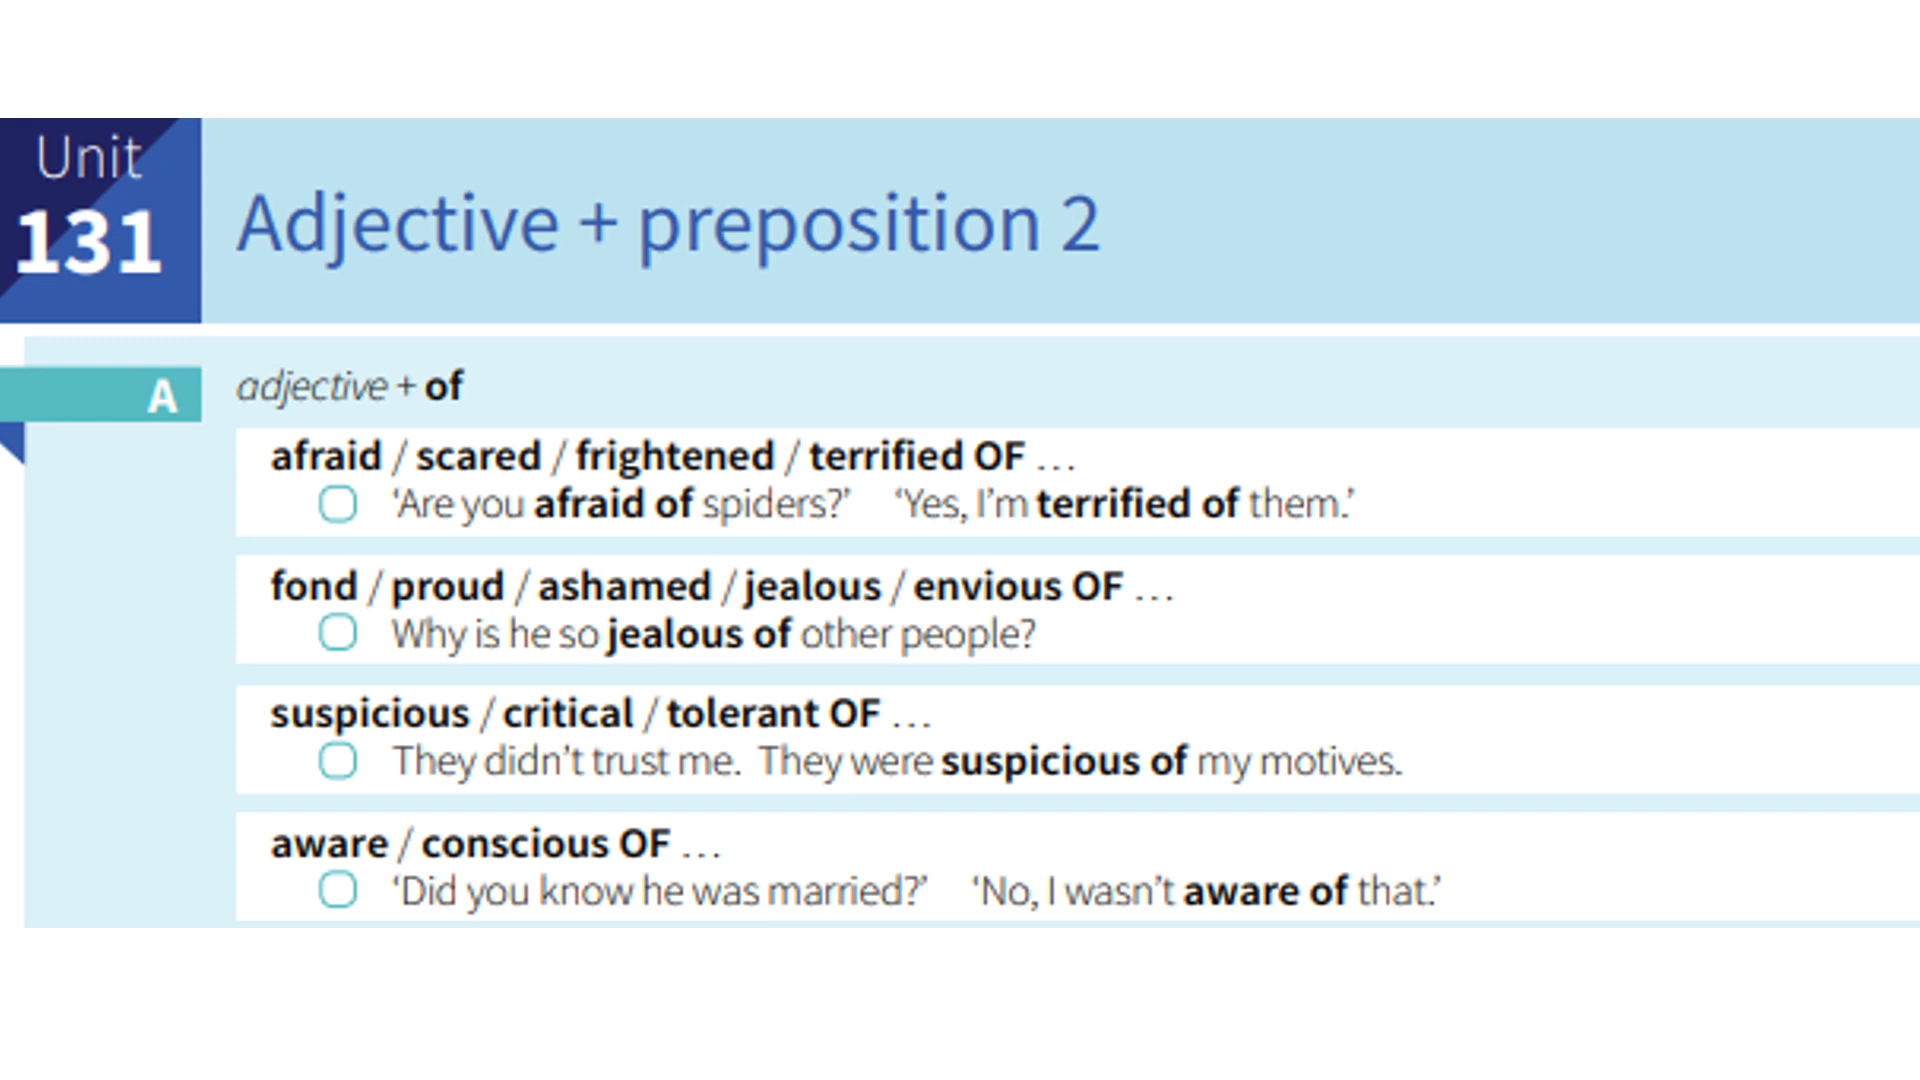 Unit
131
Adjective + preposition 2
A
adjective + of
afraid / scared / frightened / terrified OF …
‘Are you afraid of spiders?’ ‘Yes, I’m terrified of them.’
fond / proud / ashamed / jealous / envious OF …
Why is he so jealous of other people?
suspicious / critical / tolerant OF …
They didn’t trust me. They were suspicious of my motives.
aware / conscious OF …
‘Did you know he was married?’ ‘No, I wasn’t aware of that.’